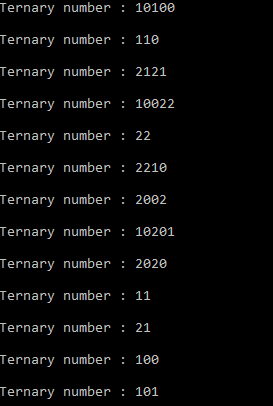 Ternary number : 10100
Ternary number : 110
Ternary number : 2121
Ternary number : 10022
Ternary number : 22
Ternary number : 2210
Ternary number : 2002
Ternary number : 10201
Ternary number : 2020
Ternary number : 11
Ternary number : 21
Ternary number : 100
Ternary number : 101